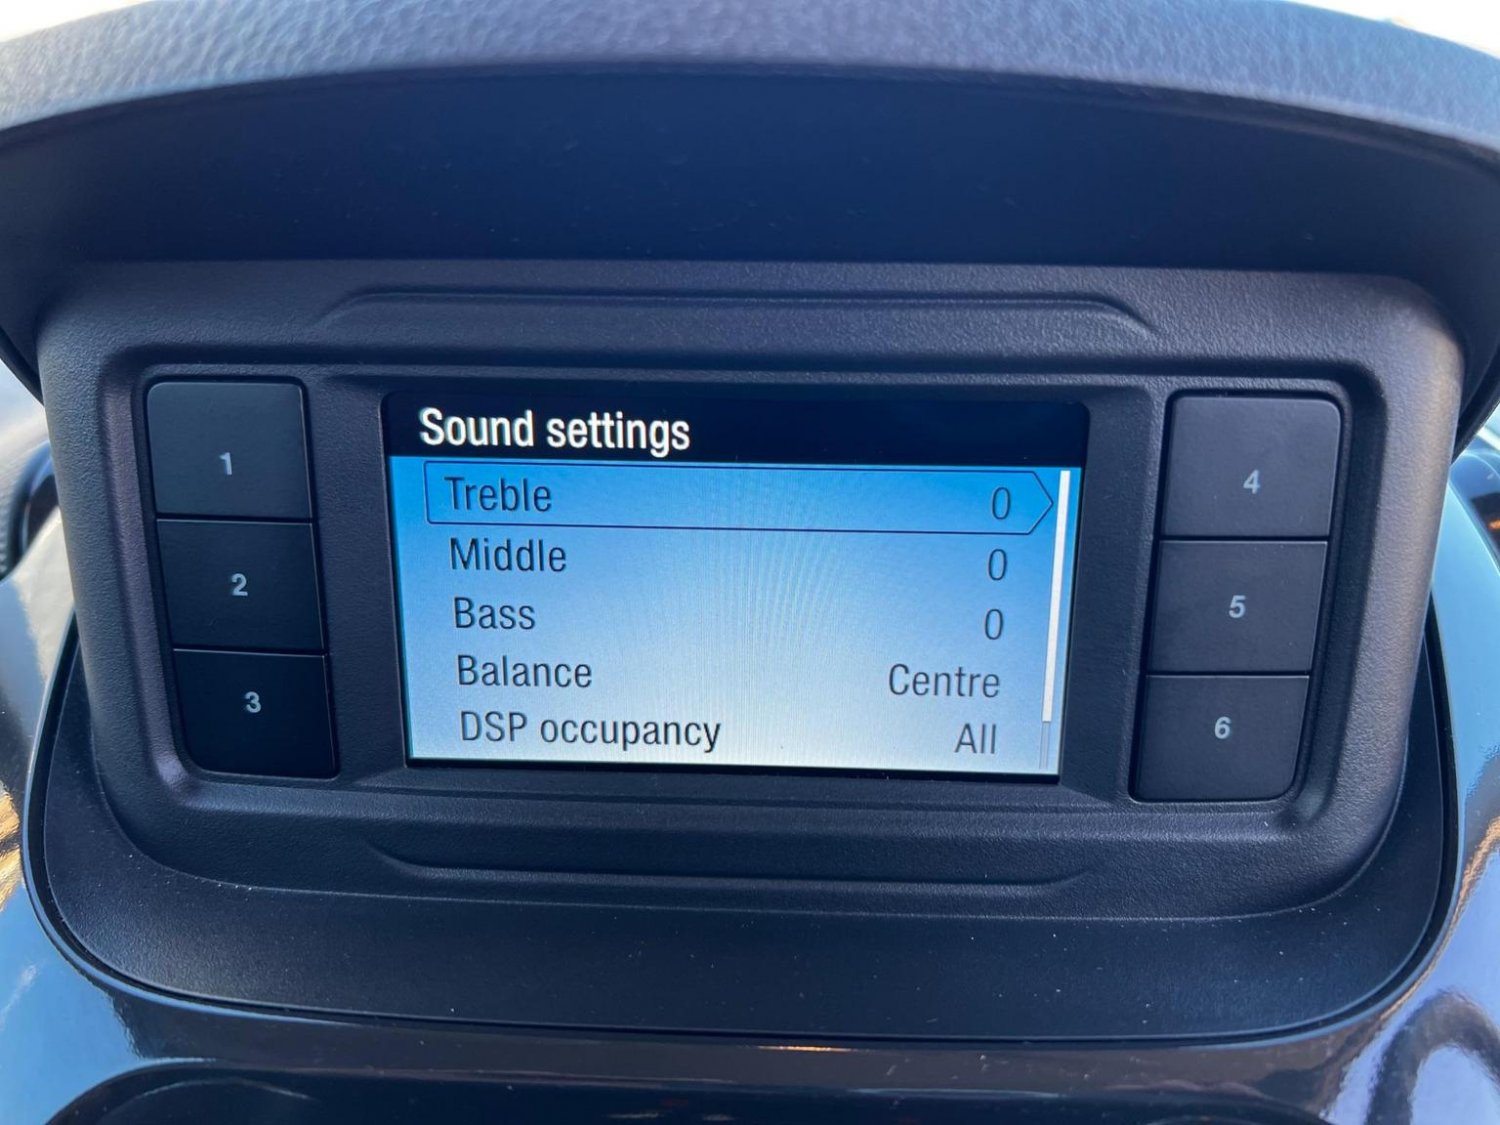 Sound settings
Treble 0
Middle 0
Bass 0
Balance Centre
DSP occupancy All
1
2
3
4
5
6